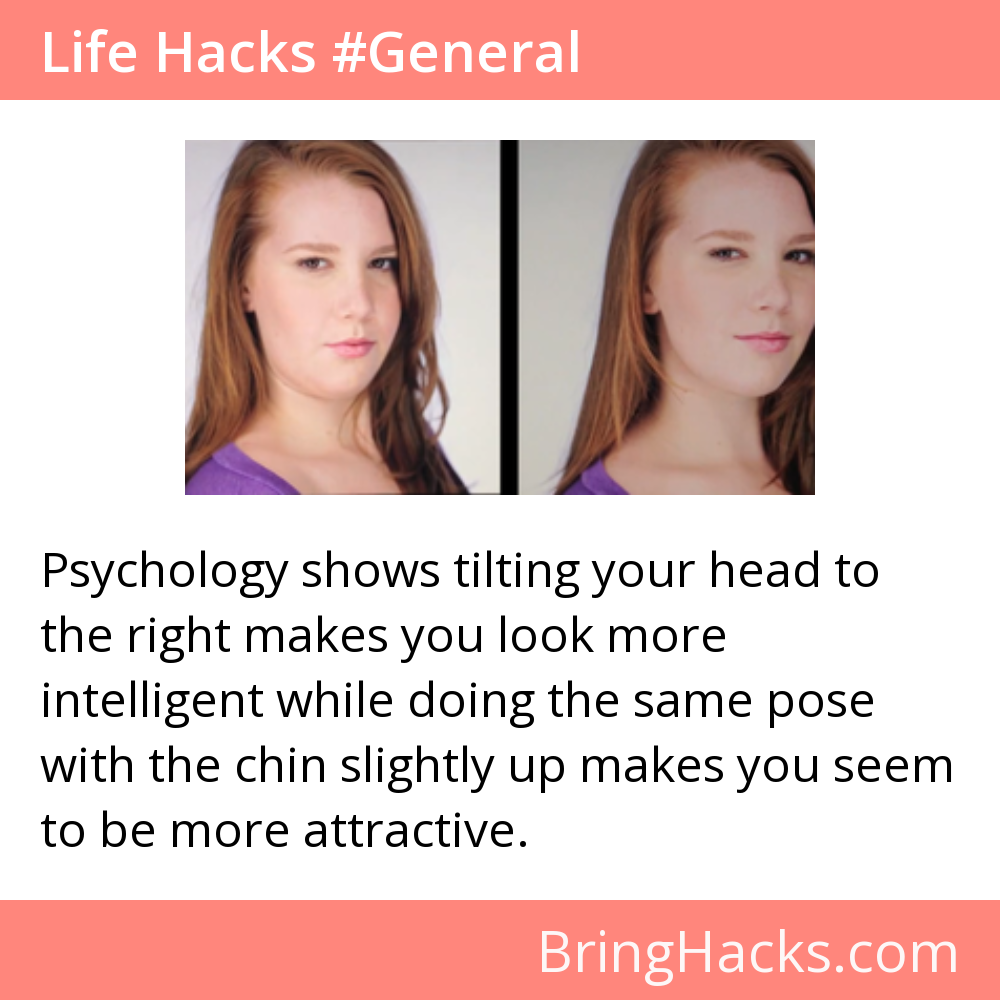 Life Hacks #General
Psychology shows tilting your head to
the right makes you look more
intelligent while doing the same pose
with the chin slightly up makes you seem
to be more attractive.
BringHacks.com